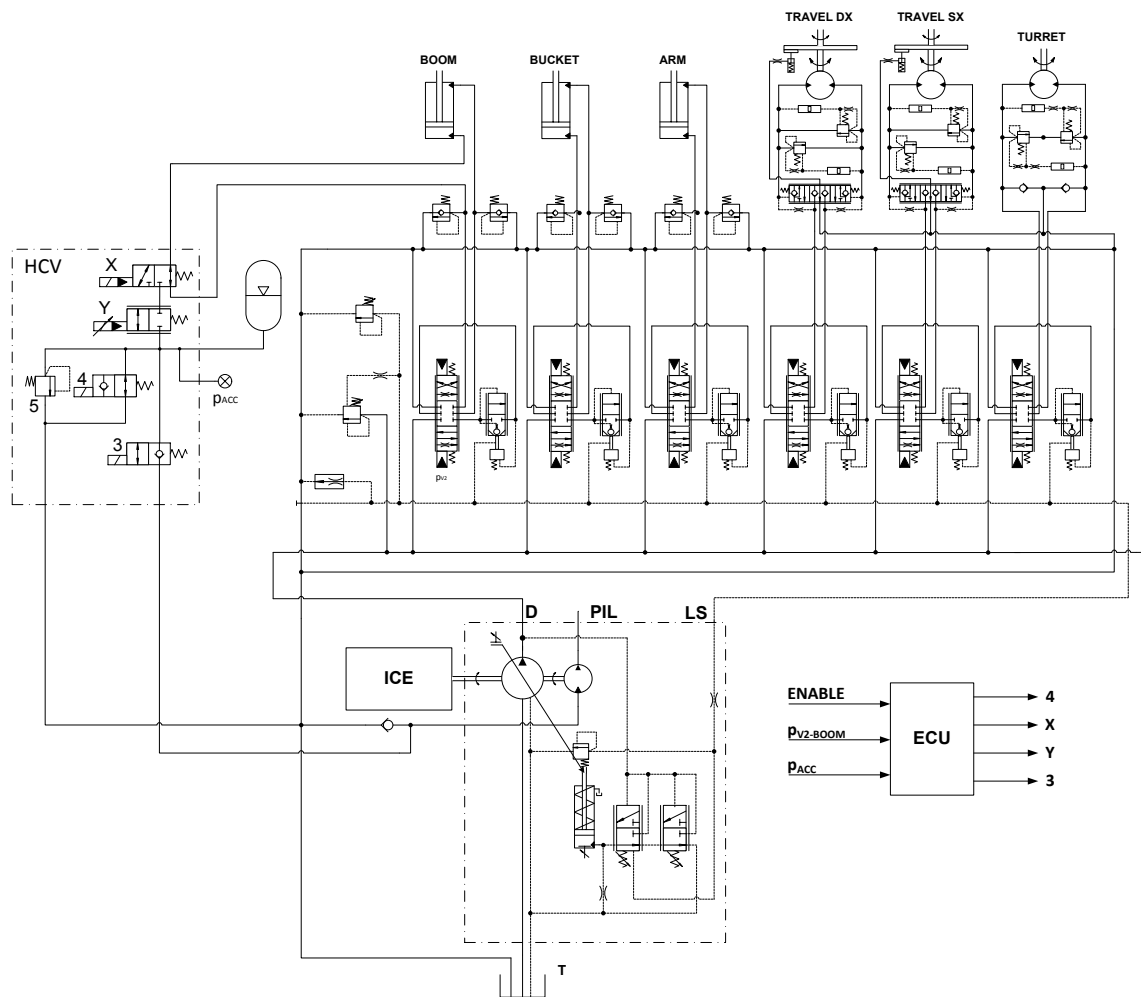 TRAVEL DX
TRAVEL SX
TURRET
BOOM
BUCKET
ARM
HCV
X
Y
4
5
pACC
3
pV2
D
PIL
LS
ICE
ENABLE
pV2-BOOM
pACC
ECU
4
X
Y
3
T